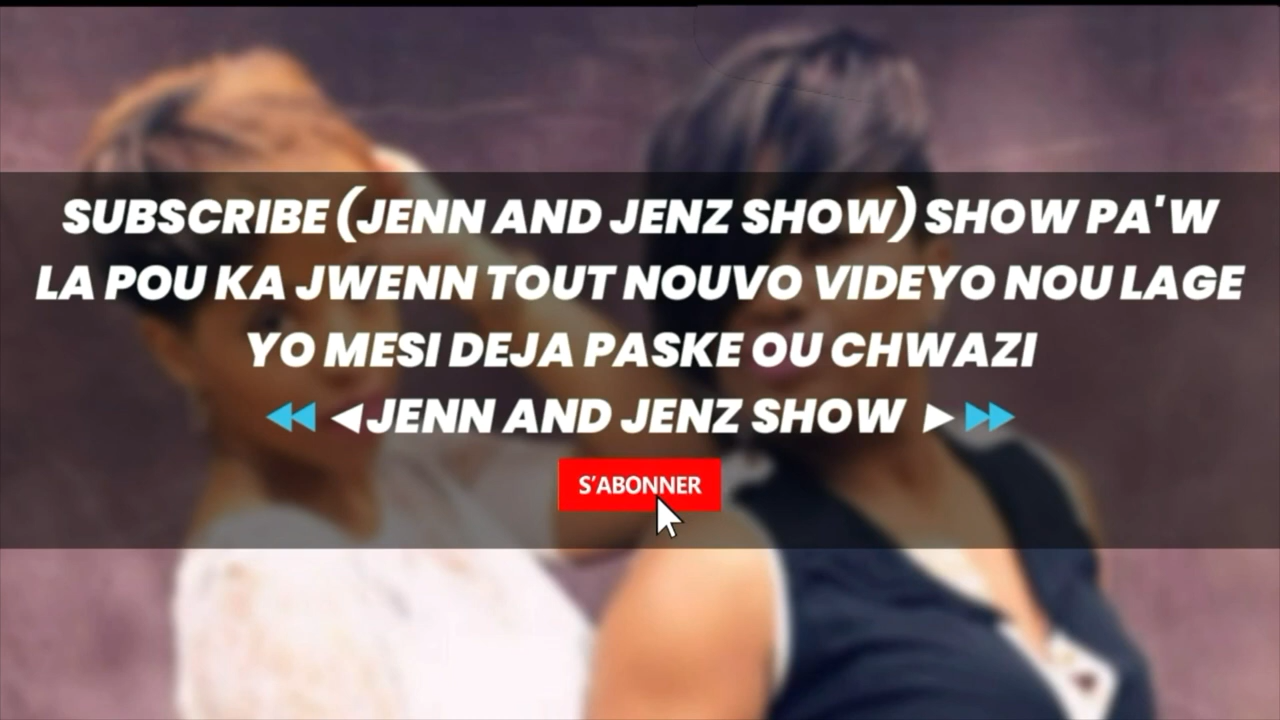 SUBSCRIBE (JENN AND JENZ SHOW) SHOW PA'W
LA POU KA JWENN TOUT NOUVO VIDEYO NOU LAGE
YO MESI DEJA PASKE OU CHWAZI
⏪ ◀JENN AND JENZ SHOW ▶ ⏩
S'ABONNER